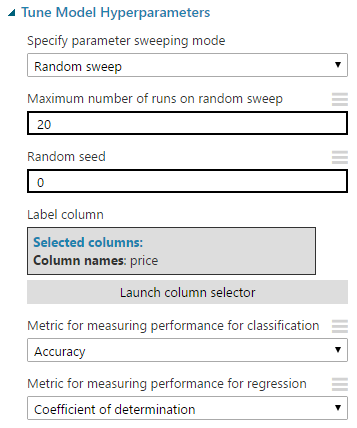 Tune Model Hyperparameters
Specify parameter sweeping mode
Random sweep
Maximum number of runs on random sweep
20
Random seed
0
Label column
Selected columns:
Column names: price
Launch column selector
Metric for measuring performance for classification
Accuracy
Metric for measuring performance for regression
Coefficient of determination